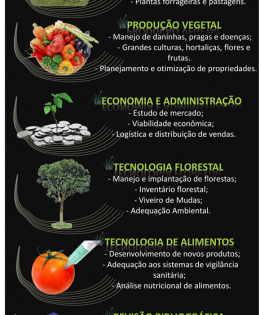 - Plantas forrageiras e pastagens.
PRODUÇÃO VEGETAL
- Manejo de daninhas, pragas e doenças;
- Grandes culturas, hortaliças, flores e
frutas.
Planejamento e otimização de propriedades.
ECONOMIA E ADMINISTRAÇÃO
- Estudo de mercado;
- Viabilidade econômica;
- Logística e distribuição de vendas.
TECNOLOGIA FLORESTAL
- Manejo e implantação de florestas;
- Inventário florestal;
- Viveiro de Mudas;
- Adequação Ambiental.
TECNOLOGIA DE ALIMENTOS
- Desenvolvimento de novos produtos;
- Adequação aos sistemas de vigilância
sanitária;
- Análise nutricional de alimentos.
REVISÃO BIBLIOGRÁFICA